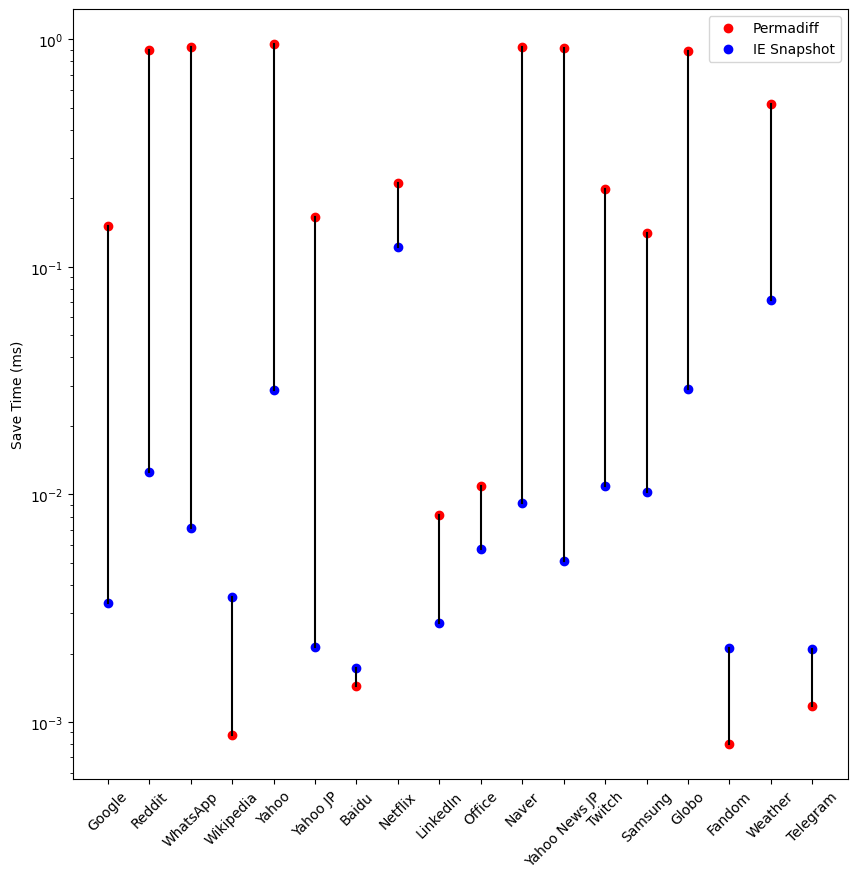 Permadiff
IE Snapshot
Save Time (ms)
10⁰
10⁻¹
10⁻²
10⁻³
Google
Reddit
WhatsApp
Wikipedia
Yahoo
Yahoo JP
Baidu
Netflix
LinkedIn
Office
Naver
Yahoo News JP
Twitch
Samsung
Globo
Fandom
Weather
Telegram